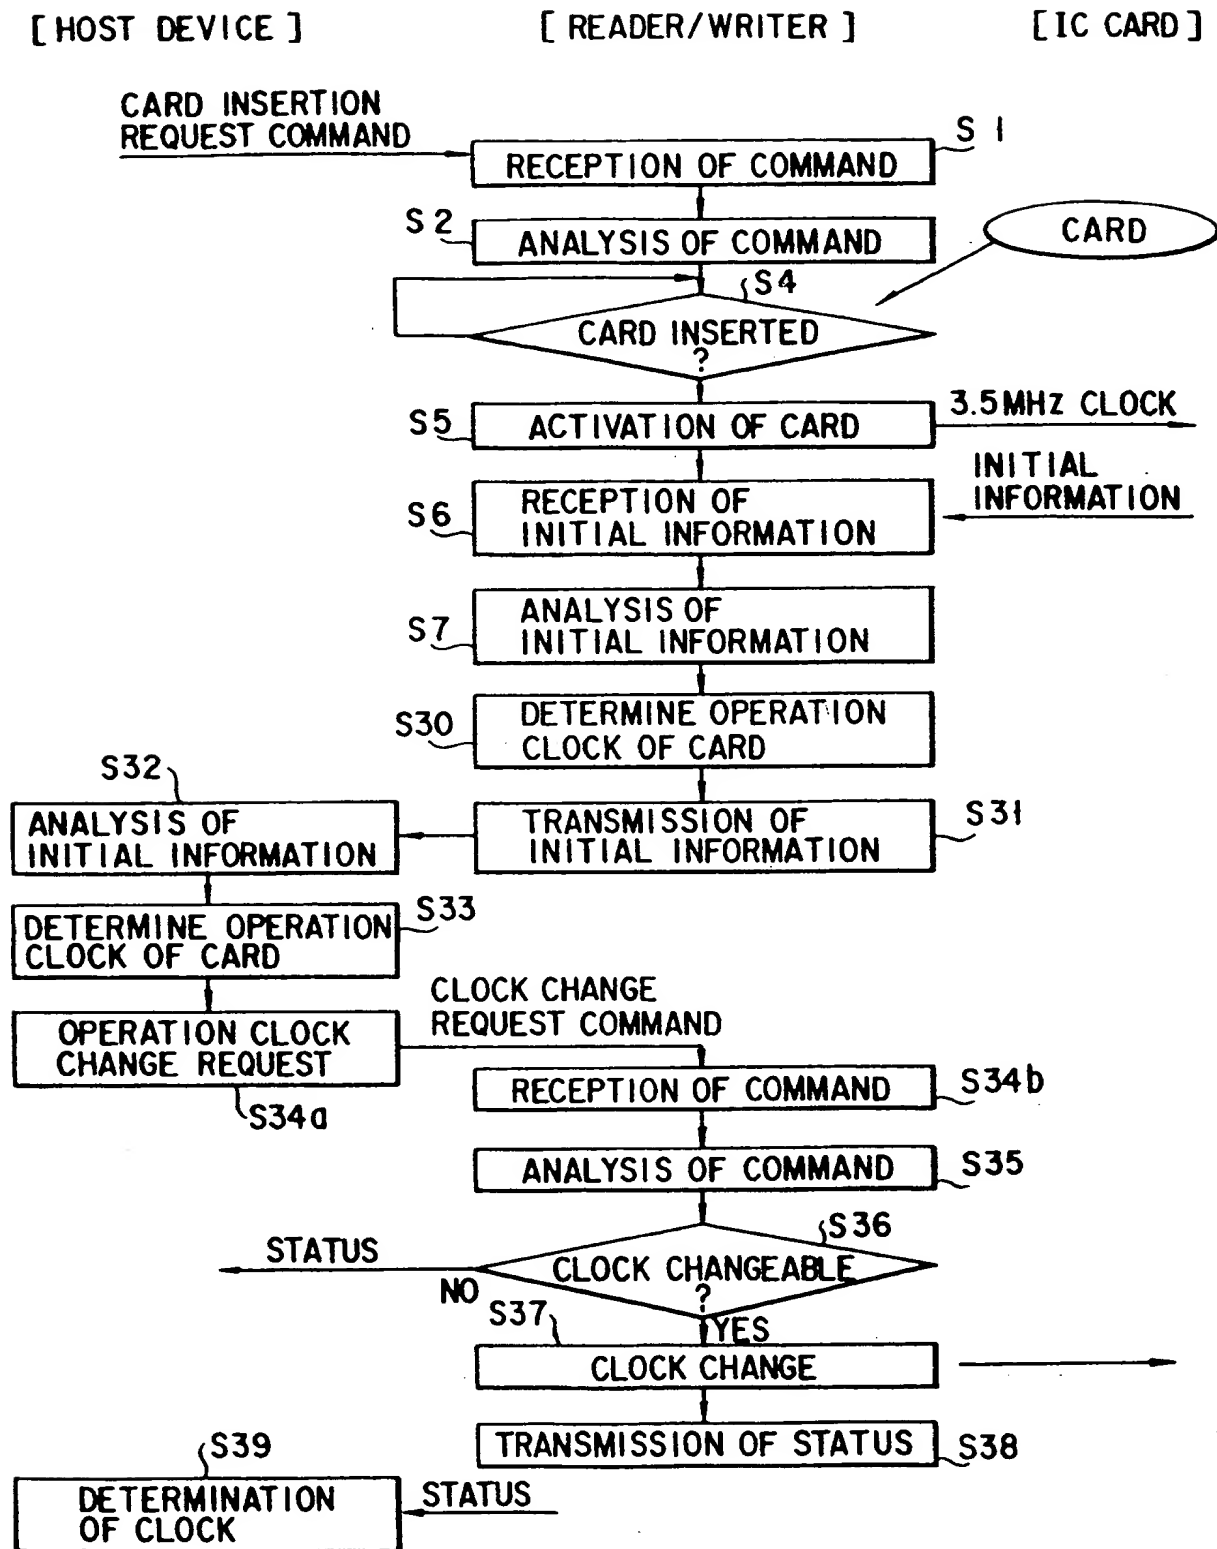 [HOST DEVICE] [READER/WRITER] [IC CARD]
CARD INSERTION
REQUEST COMMAND
S1
RECEPTION OF COMMAND
S2
ANALYSIS OF COMMAND
CARD
S4
CARD INSERTED
?
S5
ACTIVATION OF CARD
3.5MHz CLOCK
S6
RECEPTION OF
INITIAL INFORMATION
INITIAL
INFORMATION
S7
ANALYSIS OF
INITIAL INFORMATION
S30
DETERMINE OPERATION
CLOCK OF CARD
S31
TRANSMISSION OF
INITIAL INFORMATION
S32
ANALYSIS OF
INITIAL INFORMATION
S33
DETERMINE OPERATION
CLOCK OF CARD
OPERATION CLOCK
CHANGE REQUEST
S34a
CLOCK CHANGE
REQUEST COMMAND
RECEPTION OF COMMAND
S34b
ANALYSIS OF COMMAND
S35
S36
CLOCK CHANGEABLE
?
STATUS
NO
YES
S37
CLOCK CHANGE
TRANSMISSION OF STATUS
S38
S39
DETERMINATION
OF CLOCK
STATUS